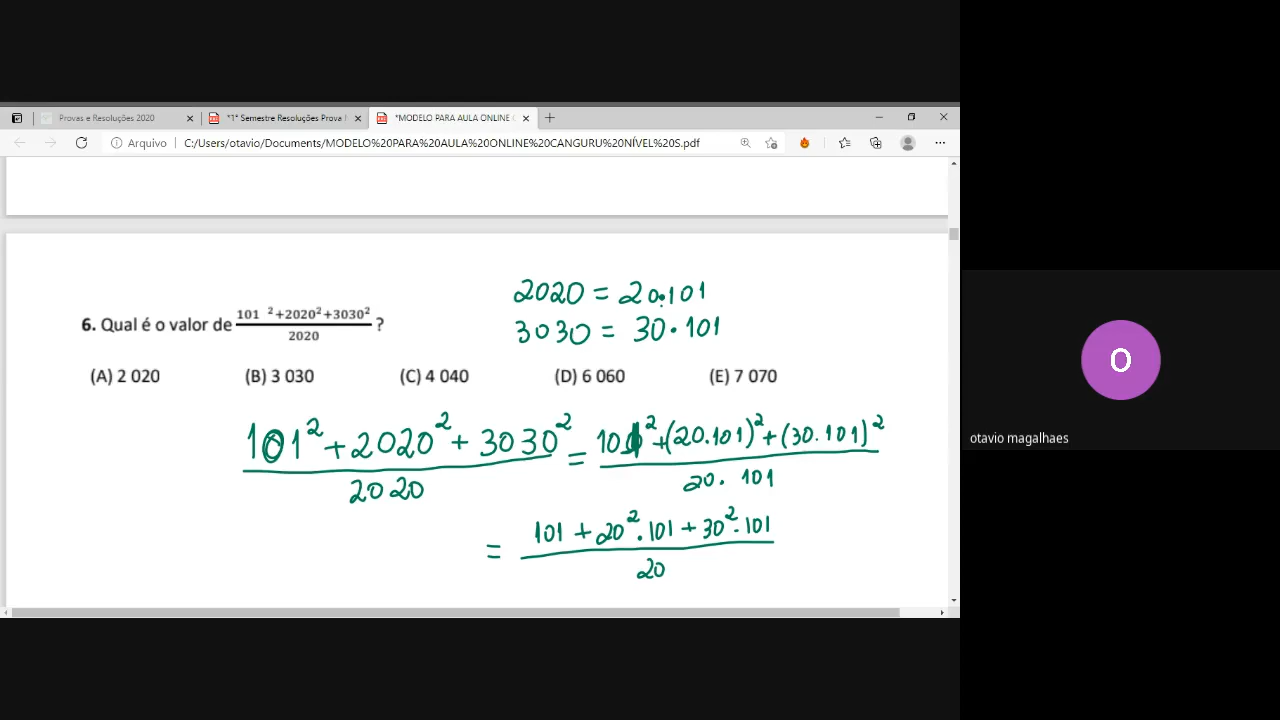 Provas e Resoluções 2020
*1° Semestre Resoluções Prova
*MODELO PARA AULA ONLINE
Arquivo
C:/Users/otavio/Documents/MODELO%20PARA%20AULA%20ONLINE%20CANGURU%20NÍVEL%20S.pdf
2020 = 20.101
3030 = 30.101
6. Qual é o valor de (101 ²+2020²+3030²)/2020 ?
(A) 2 020 (B) 3 030 (C) 4 040 (D) 6 060 (E) 7 070
101² + 2020² + 3030² = 101² + (20.101)² + (30.101)²
2020 20. 101
= 101 + 20².101 + 30².101
20
O
otavio magalhaes